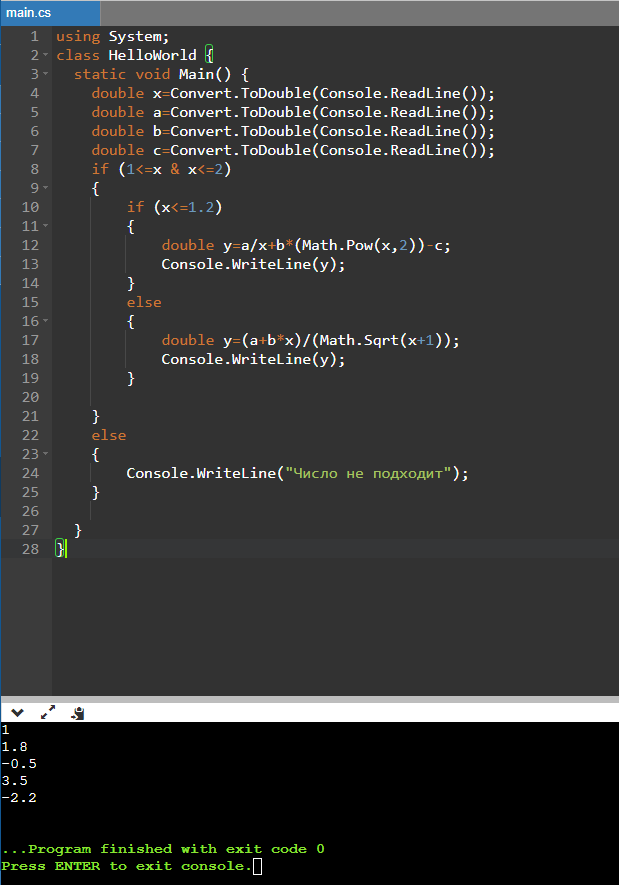 main.cs
1 using System;
2 class HelloWorld {
3 static void Main() {
4 double x=Convert.ToDouble(Console.ReadLine());
5 double a=Convert.ToDouble(Console.ReadLine());
6 double b=Convert.ToDouble(Console.ReadLine());
7 double c=Convert.ToDouble(Console.ReadLine());
8 if (1<=x & x<=2)
9 {
10 if (x<=1.2)
11 {
12 double y=a/x+b*(Math.Pow(x,2))-c;
13 Console.WriteLine(y);
14 }
15 else
16 {
17 double y=(a+b*x)/(Math.Sqrt(x+1));
18 Console.WriteLine(y);
19 }
20
21 }
22 else
23 {
24 Console.WriteLine("Число не подходит");
25 }
26
27 }
28 }
1
1.8
-0.5
3.5
-2.2
...Program finished with exit code 0
Press ENTER to exit console.